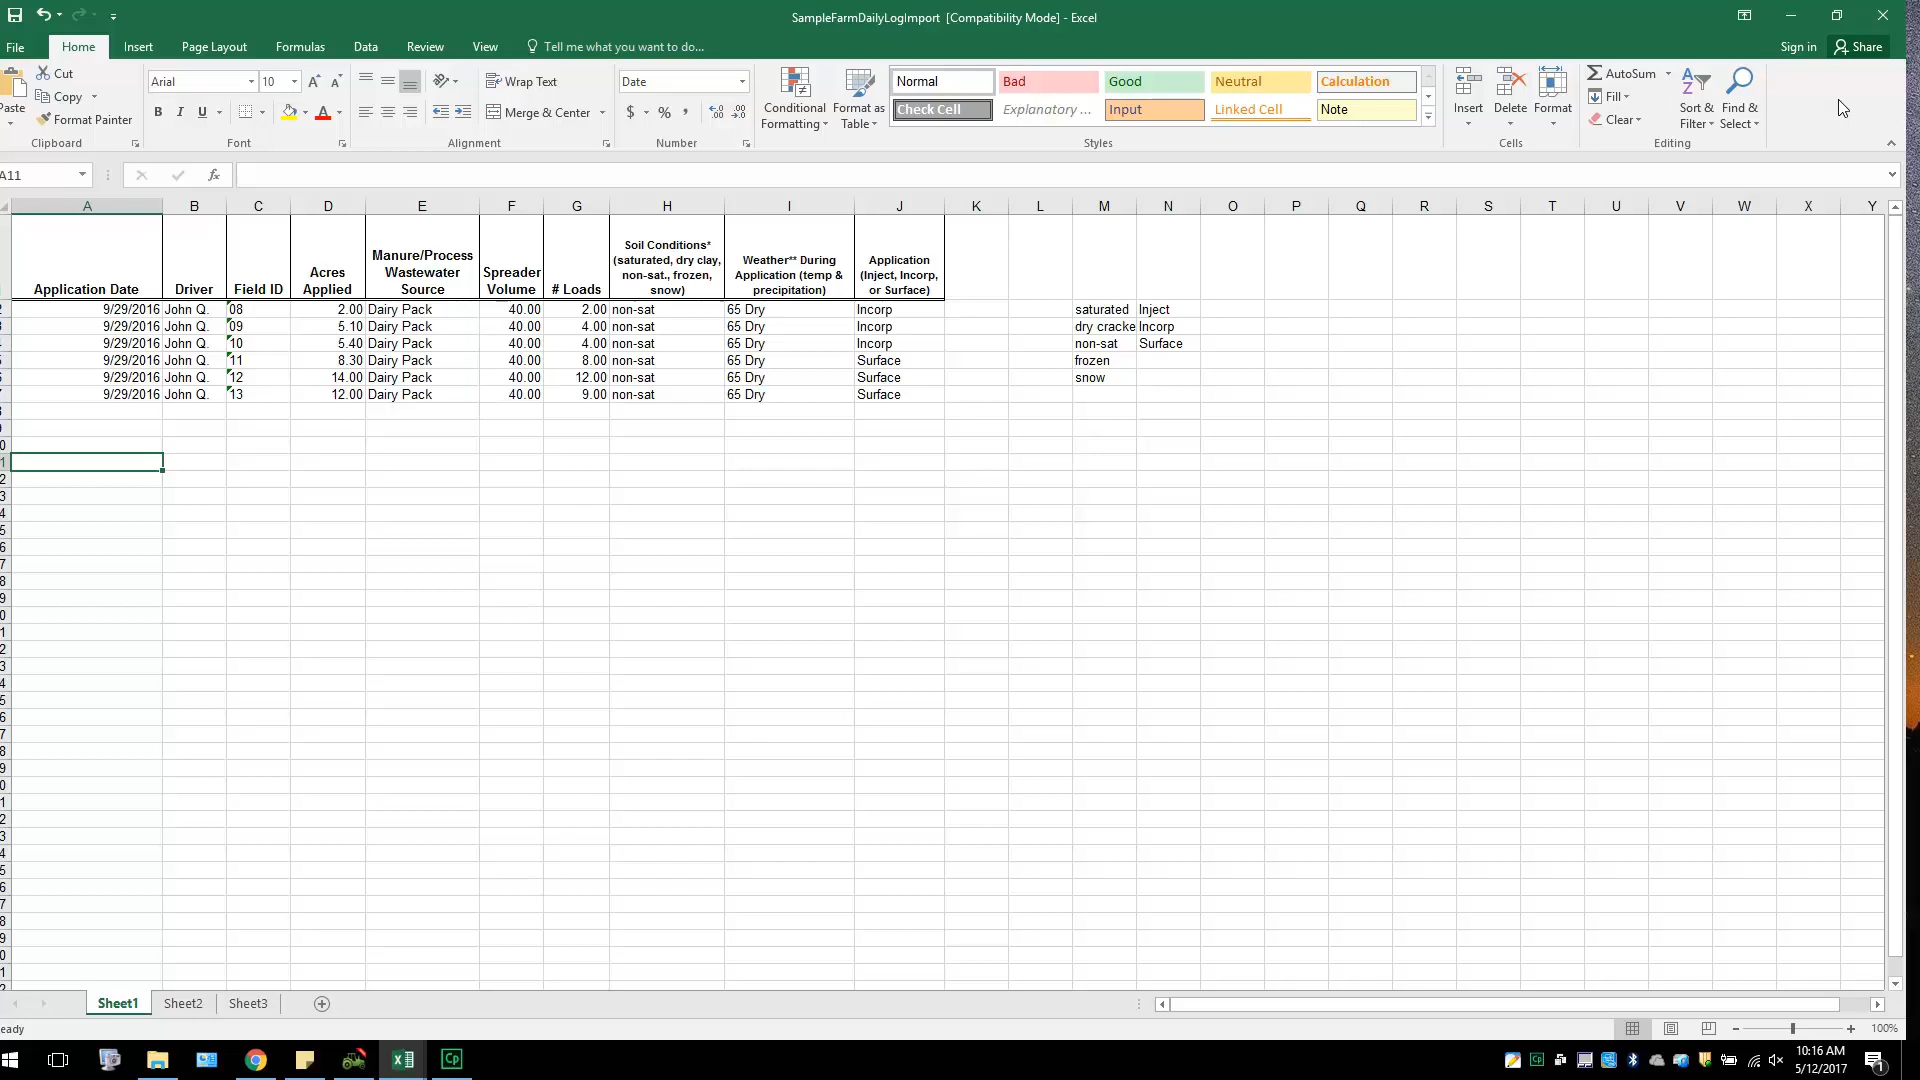 SampleFarmDailyLogImport [Compatibility Mode] - Excel
File Home Insert Page Layout Formulas Data Review View Tell me what you want to do... Sign in Share
Paste
Cut
Copy
Format Painter
Clipboard
Arial 10
B I U
Font
Wrap Text
Merge & Center
Alignment
Date
$ % ,
Number
Conditional Formatting
Format as Table
Normal Bad Good Neutral Calculation
Check Cell Explanatory ... Input Linked Cell Note
Styles
Insert Delete Format
Cells
AutoSum
Fill
Clear
Sort & Filter
Find & Select
Editing
A11 fx
A B C D E F G H I J K L M N O P Q R S T U V W X Y
Application Date
Driver
Field ID
Acres Applied
Manure/Process Wastewater Source
Spreader Volume
# Loads
Soil Conditions* (saturated, dry clay, non-sat., frozen, snow)
Weather** During Application (temp & precipitation)
Application (Inject, Incorp, or Surface)
9/29/2016 John Q. 08 2.00 Dairy Pack 40.00 2.00 non-sat 65 Dry Incorp saturated Inject
9/29/2016 John Q. 09 5.10 Dairy Pack 40.00 4.00 non-sat 65 Dry Incorp dry cracke Incorp
9/29/2016 John Q. 10 5.40 Dairy Pack 40.00 4.00 non-sat 65 Dry Incorp non-sat Surface
9/29/2016 John Q. 11 8.30 Dairy Pack 40.00 8.00 non-sat 65 Dry Surface frozen
9/29/2016 John Q. 12 14.00 Dairy Pack 40.00 12.00 non-sat 65 Dry Surface snow
9/29/2016 John Q. 13 12.00 Dairy Pack 40.00 9.00 non-sat 65 Dry Surface
Sheet1 Sheet2 Sheet3
eady 100%
Cp
10:16 AM
5/12/2017
1